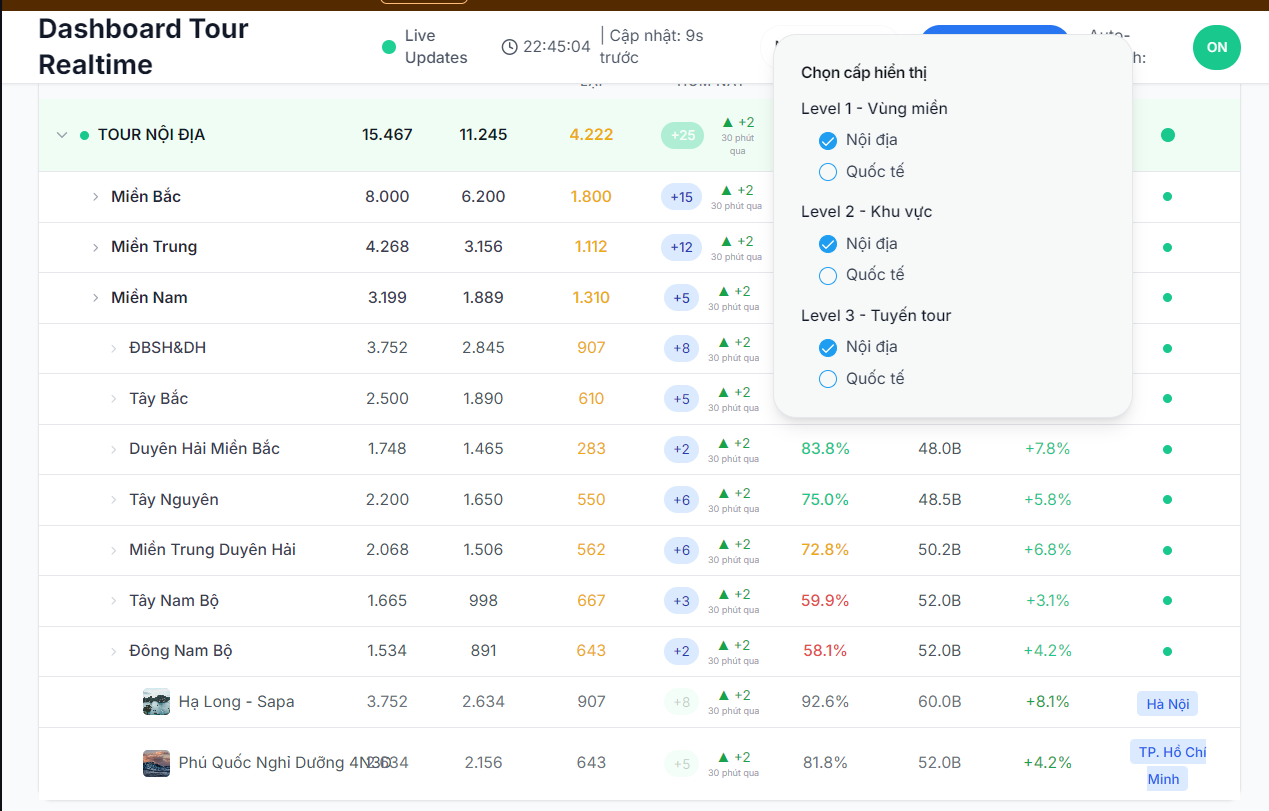 Dashboard Tour Realtime
Live Updates
22:45:04
| Cập nhật: 9s trước
ON
Chọn cấp hiển thị
Level 1 - Vùng miền
Nội địa
Quốc tế
Level 2 - Khu vực
Nội địa
Quốc tế
Level 3 - Tuyến tour
Nội địa
Quốc tế
TOUR NỘI ĐỊA 15.467 11.245 4.222 +25 ▲ +2 30 phút qua
Miền Bắc 8.000 6.200 1.800 +15 ▲ +2 30 phút qua
Miền Trung 4.268 3.156 1.112 +12 ▲ +2 30 phút qua
Miền Nam 3.199 1.889 1.310 +5 ▲ +2 30 phút qua
ĐBSH&DH 3.752 2.845 907 +8 ▲ +2 30 phút qua
Tây Bắc 2.500 1.890 610 +5 ▲ +2 30 phút qua
Duyên Hải Miền Bắc 1.748 1.465 283 +2 ▲ +2 30 phút qua 83.8% 48.0B +7.8%
Tây Nguyên 2.200 1.650 550 +6 ▲ +2 30 phút qua 75.0% 48.5B +5.8%
Miền Trung Duyên Hải 2.068 1.506 562 +6 ▲ +2 30 phút qua 72.8% 50.2B +6.8%
Tây Nam Bộ 1.665 998 667 +3 ▲ +2 30 phút qua 59.9% 52.0B +3.1%
Đông Nam Bộ 1.534 891 643 +2 ▲ +2 30 phút qua 58.1% 52.0B +4.2%
Hạ Long - Sapa 3.752 2.634 907 +8 ▲ +2 30 phút qua 92.6% 60.0B +8.1% Hà Nội
Phú Quốc Nghỉ Dưỡng 2.156 643 +5 ▲ +2 30 phút qua 81.8% 52.0B +4.2% TP. Hồ Chí Minh